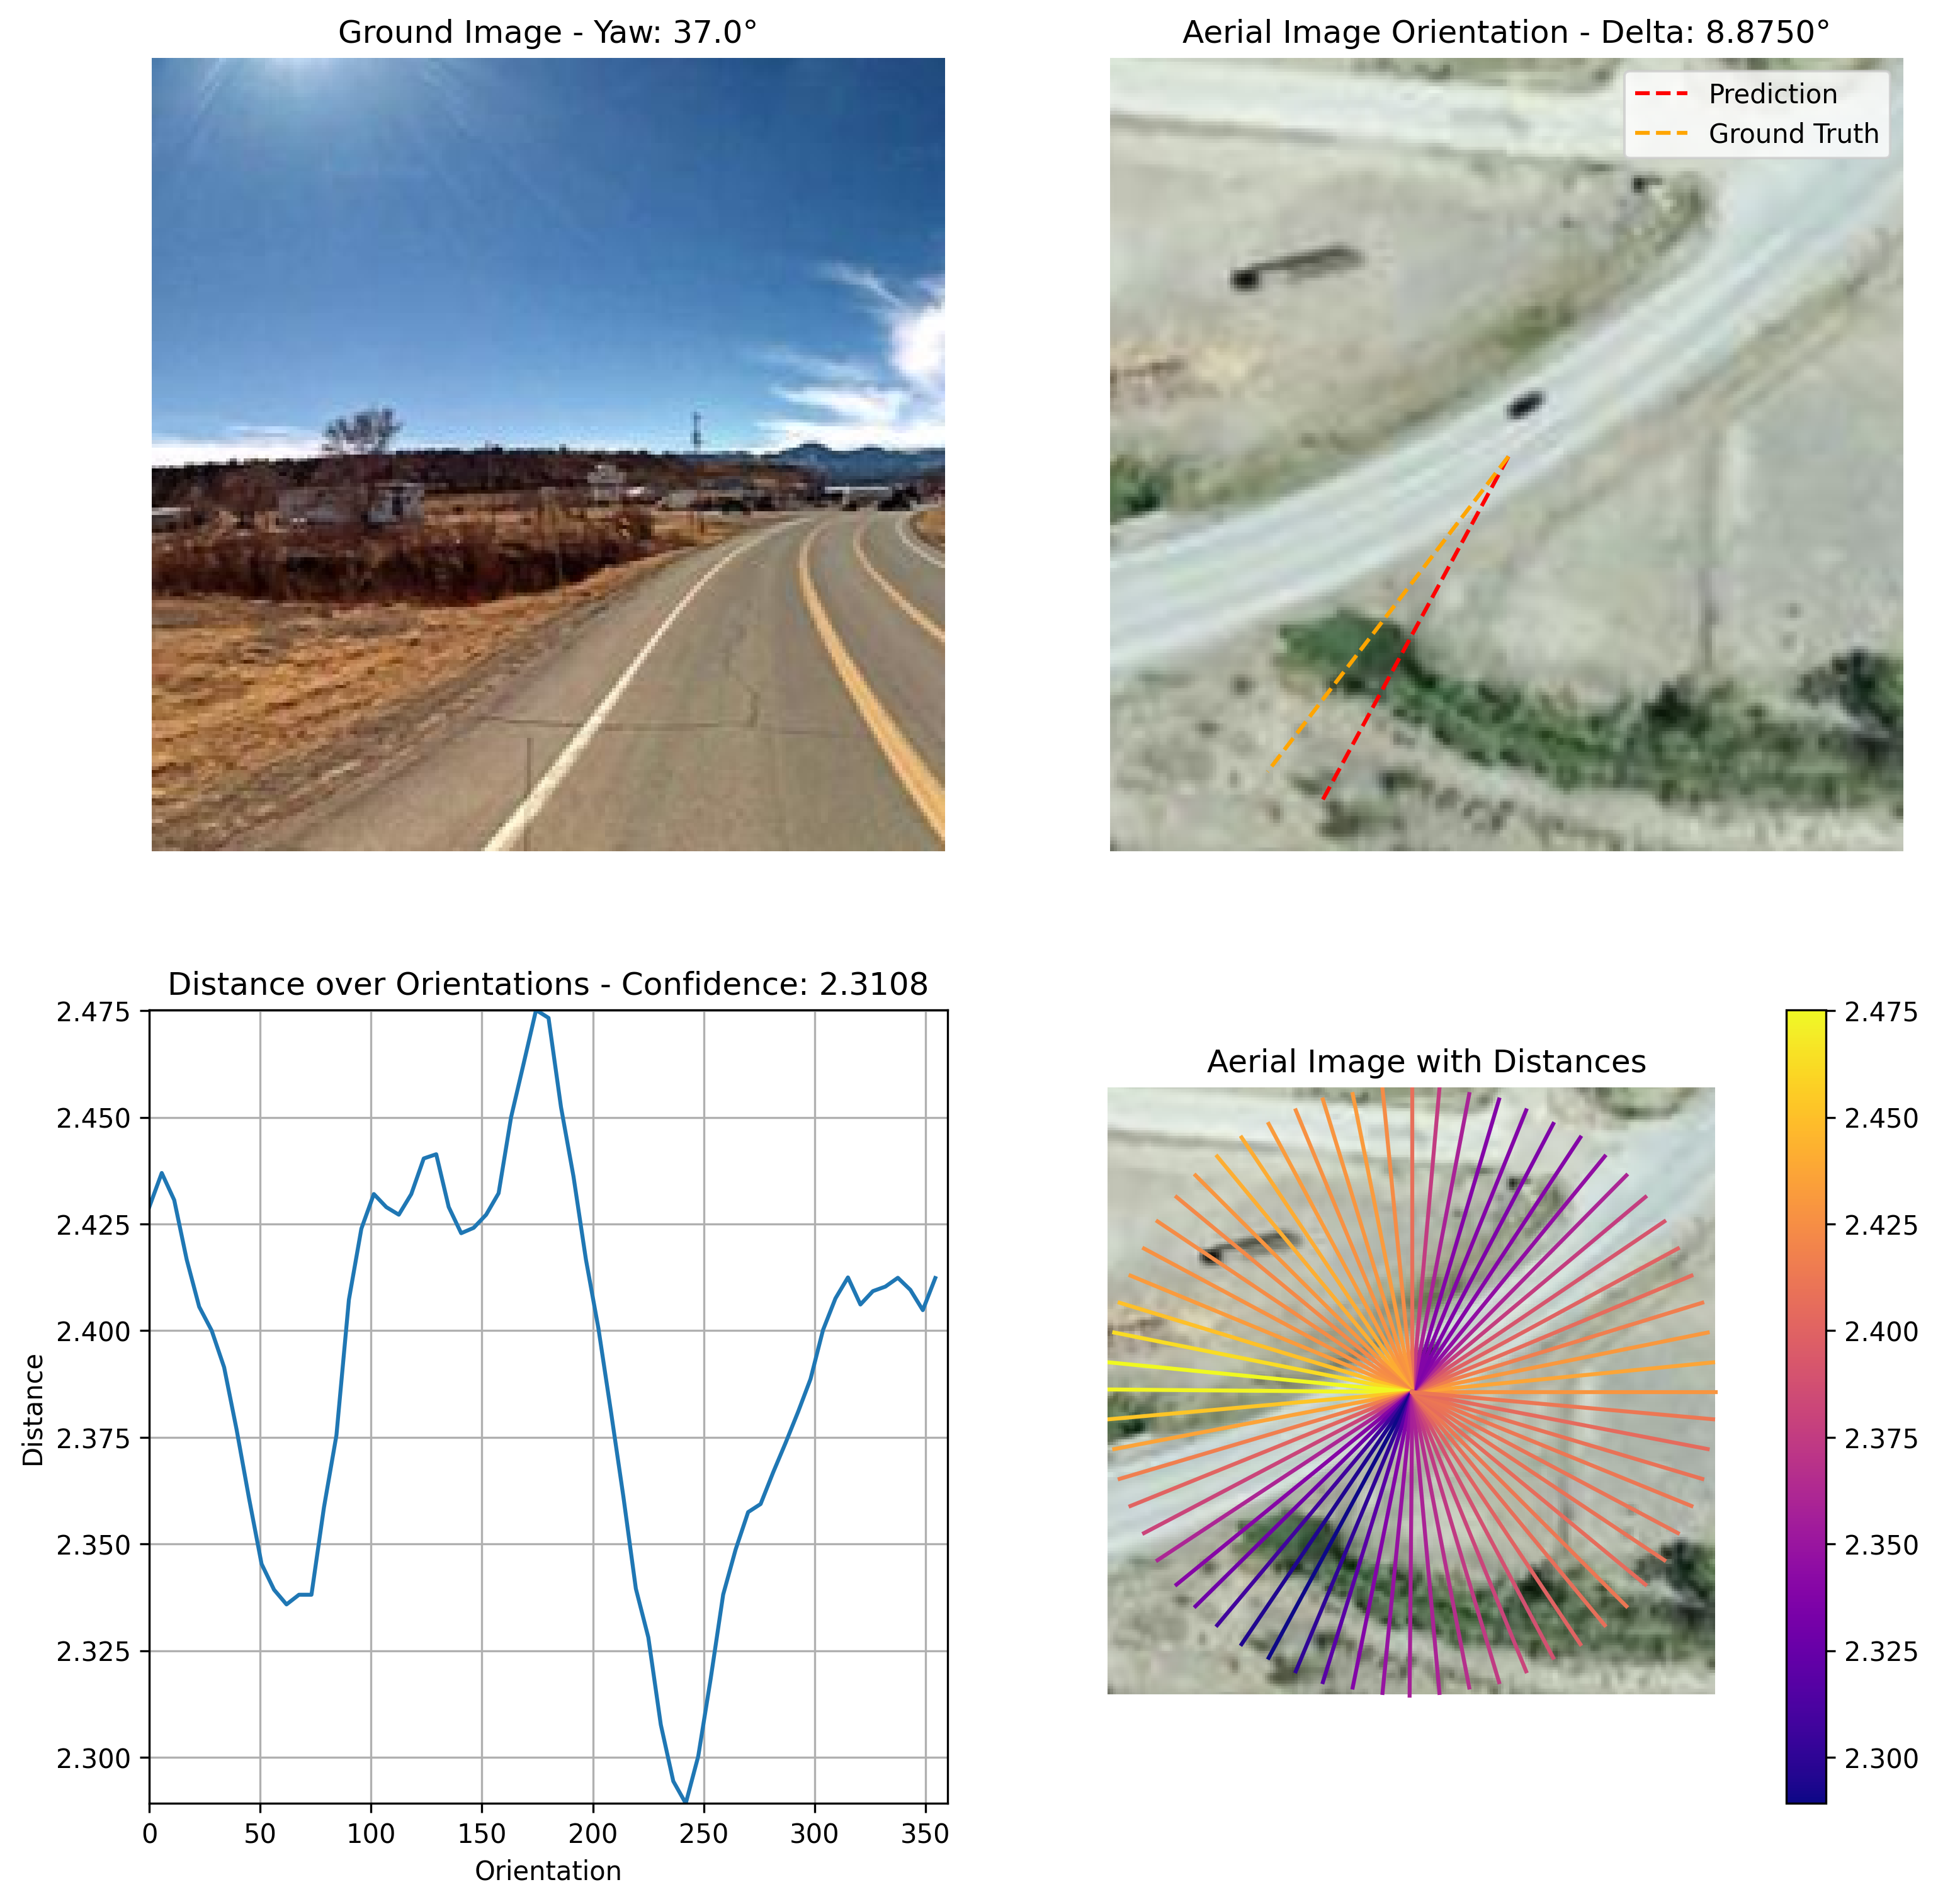 Ground Image - Yaw: 37.0°
Aerial Image Orientation - Delta: 8.8750°
Prediction
Ground Truth
Distance over Orientations - Confidence: 2.3108
2.475
2.450
2.425
2.400
2.375
2.350
2.325
2.300
Distance
0 50 100 150 200 250 300 350
Orientation
Aerial Image with Distances
2.475
2.450
2.425
2.400
2.375
2.350
2.325
2.300